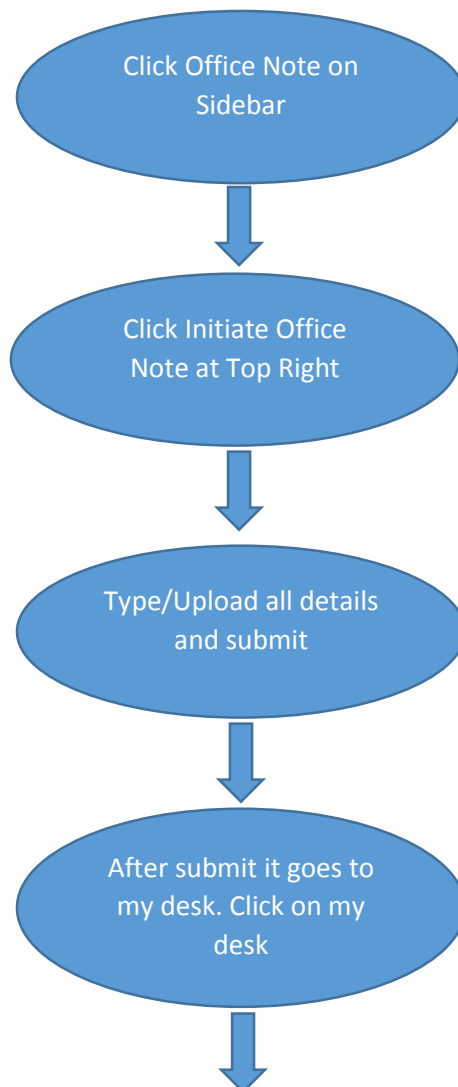 Click Office Note on
Sidebar
Click Initiate Office
Note at Top Right
Type/Upload all details
and submit
After submit it goes to
my desk. Click on my
desk